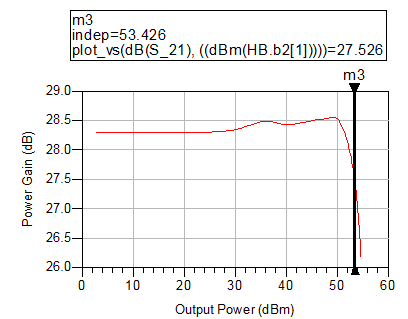 m3
indep=53.426
plot_vs(dB(S_21), ((dBm(HB.b2[1]))))=27.526
m3
29.0
28.5
28.0
27.5
27.0
26.5
26.0
Power Gain (dB)
0 10 20 30 40 50 60
Output Power (dBm)